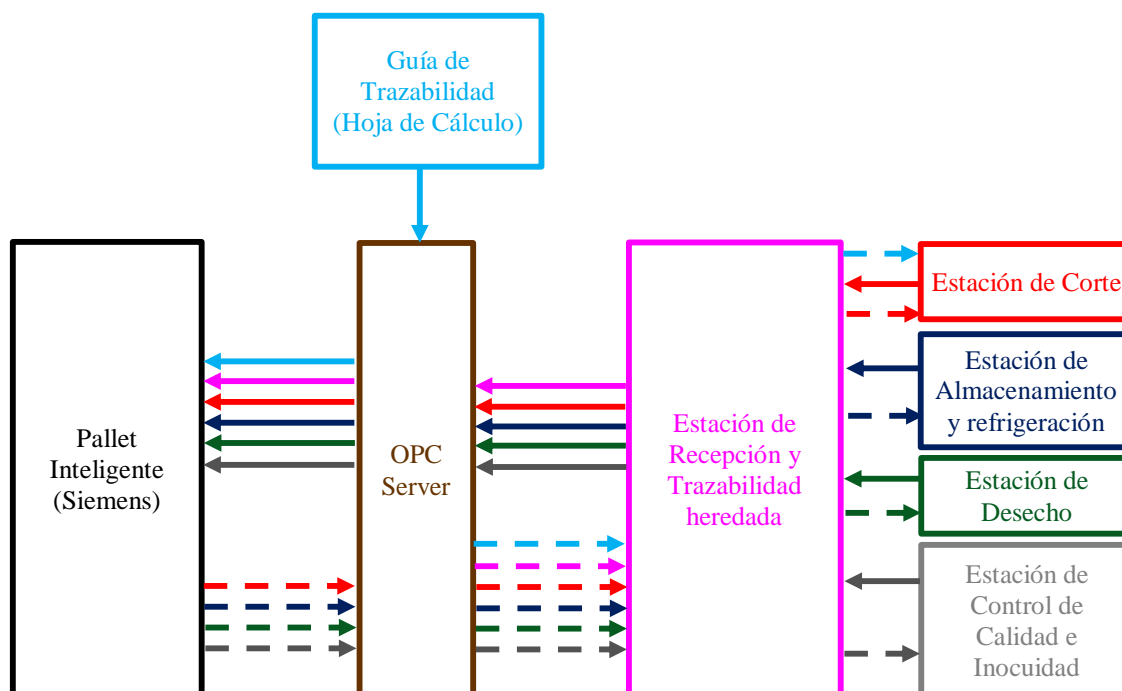 Guía de
Trazabilidad
(Hoja de Cálculo)
Pallet
Inteligente
(Siemens)
OPC
Server
Estación de
Recepción y
Trazabilidad
heredada
Estación de Corte
Estación de
Almacenamiento
y refrigeración
Estación de
Desecho
Estación de
Control de
Calidad e
Inocuidad